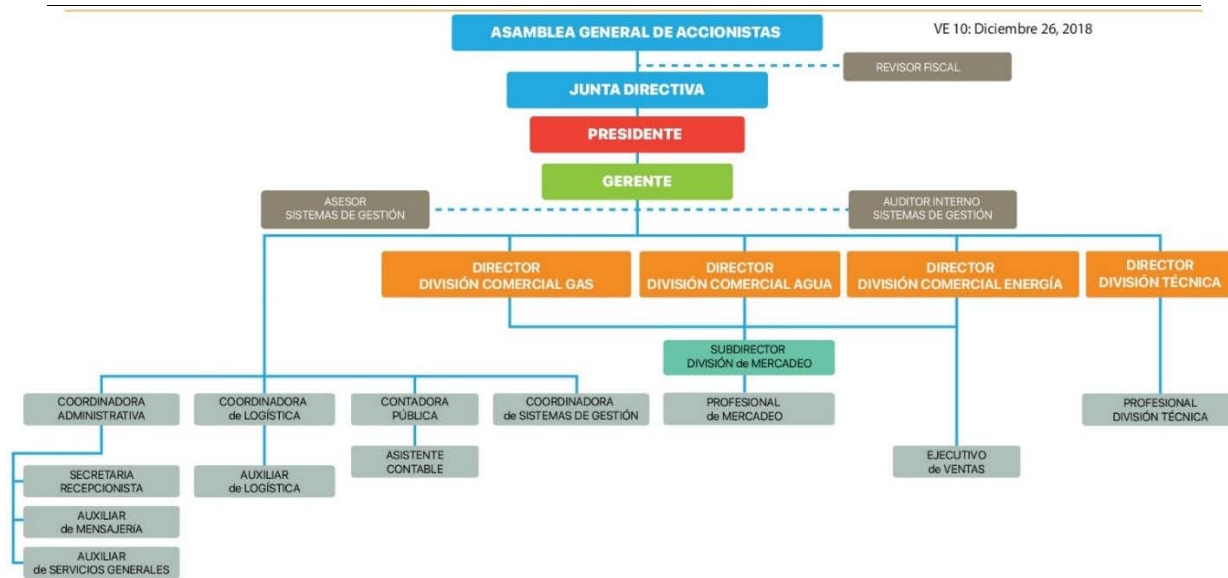 VE 10: Diciembre 26, 2018
ASAMBLEA GENERAL DE ACCIONISTAS
REVISOR FISCAL
JUNTA DIRECTIVA
PRESIDENTE
GERENTE
ASESOR
SISTEMAS DE GESTIÓN
AUDITOR INTERNO
SISTEMAS DE GESTIÓN
DIRECTOR
DIVISIÓN COMERCIAL GAS
DIRECTOR
DIVISIÓN COMERCIAL AGUA
DIRECTOR
DIVISIÓN COMERCIAL ENERGÍA
DIRECTOR
DIVISIÓN TÉCNICA
SUBDIRECTOR
DIVISIÓN de MERCADEO
COORDINADORA
ADMINISTRATIVA
COORDINADORA
de LOGÍSTICA
CONTADORA
PÚBLICA
COORDINADORA
de SISTEMAS DE GESTIÓN
PROFESIONAL
de MERCADEO
PROFESIONAL
DIVISIÓN TÉCNICA
ASISTENTE
CONTABLE
EJECUTIVO
de VENTAS
SECRETARIA
RECEPCIONISTA
AUXILIAR
de LOGÍSTICA
AUXILIAR
de MENSAJERÍA
AUXILIAR
de SERVICIOS GENERALES